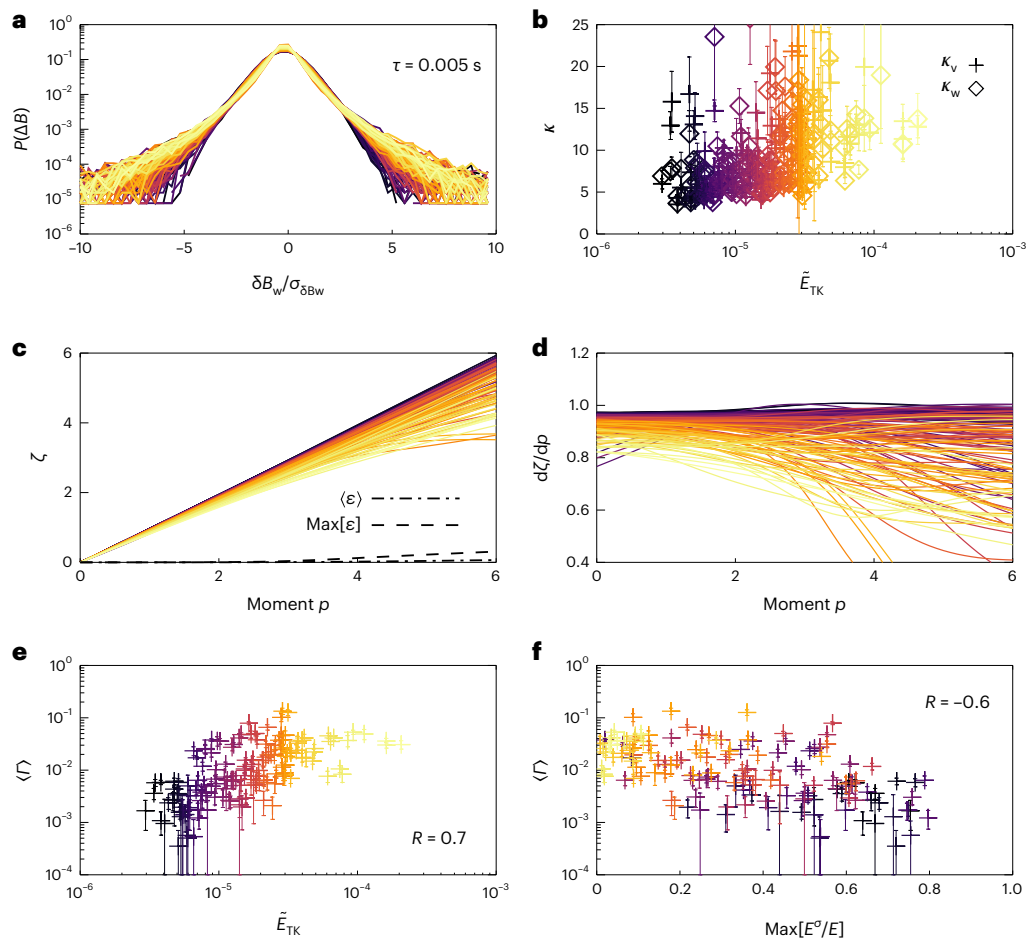 a
10⁰
10⁻¹
10⁻²
10⁻³
10⁻⁴
10⁻⁵
10⁻⁶
P(ΔB)
τ = 0.005 s
−10
−5
0
5
10
δB_w/σ_δBw
b
25
20
15
10
5
0
κ
κ_v
κ_w
10⁻⁶
10⁻⁵
10⁻⁴
10⁻³
Ẽ_TK
c
6
4
2
0
ζ
⟨ε⟩
Max[ε]
0
2
4
6
Moment p
d
1.2
1.0
0.8
0.6
0.4
dζ/dp
0
2
4
6
Moment p
e
10⁰
10⁻¹
10⁻²
10⁻³
10⁻⁴
⟨Γ⟩
R = 0.7
10⁻⁶
10⁻⁵
10⁻⁴
10⁻³
Ẽ_TK
f
10⁰
10⁻¹
10⁻²
10⁻³
10⁻⁴
⟨Γ⟩
R = −0.6
0
0.2
0.4
0.6
0.8
1.0
Max[E^σ/E]